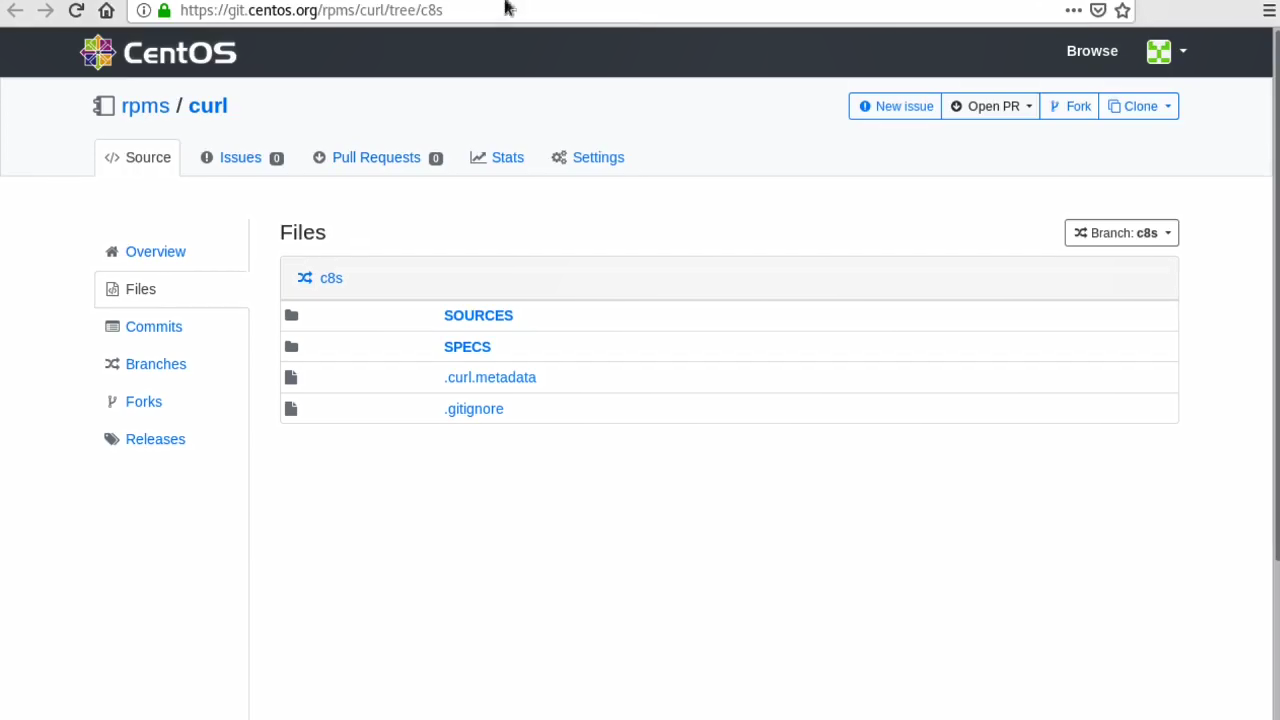 https://git.centos.org/rpms/curl/tree/c8s
CentOS
Browse
rpms / curl
New issue
Open PR
Fork
Clone
Source
Issues 0
Pull Requests 0
Stats
Settings
Overview
Files
Commits
Branches
Forks
Releases
Files
Branch: c8s
c8s
SOURCES
SPECS
.curl.metadata
.gitignore